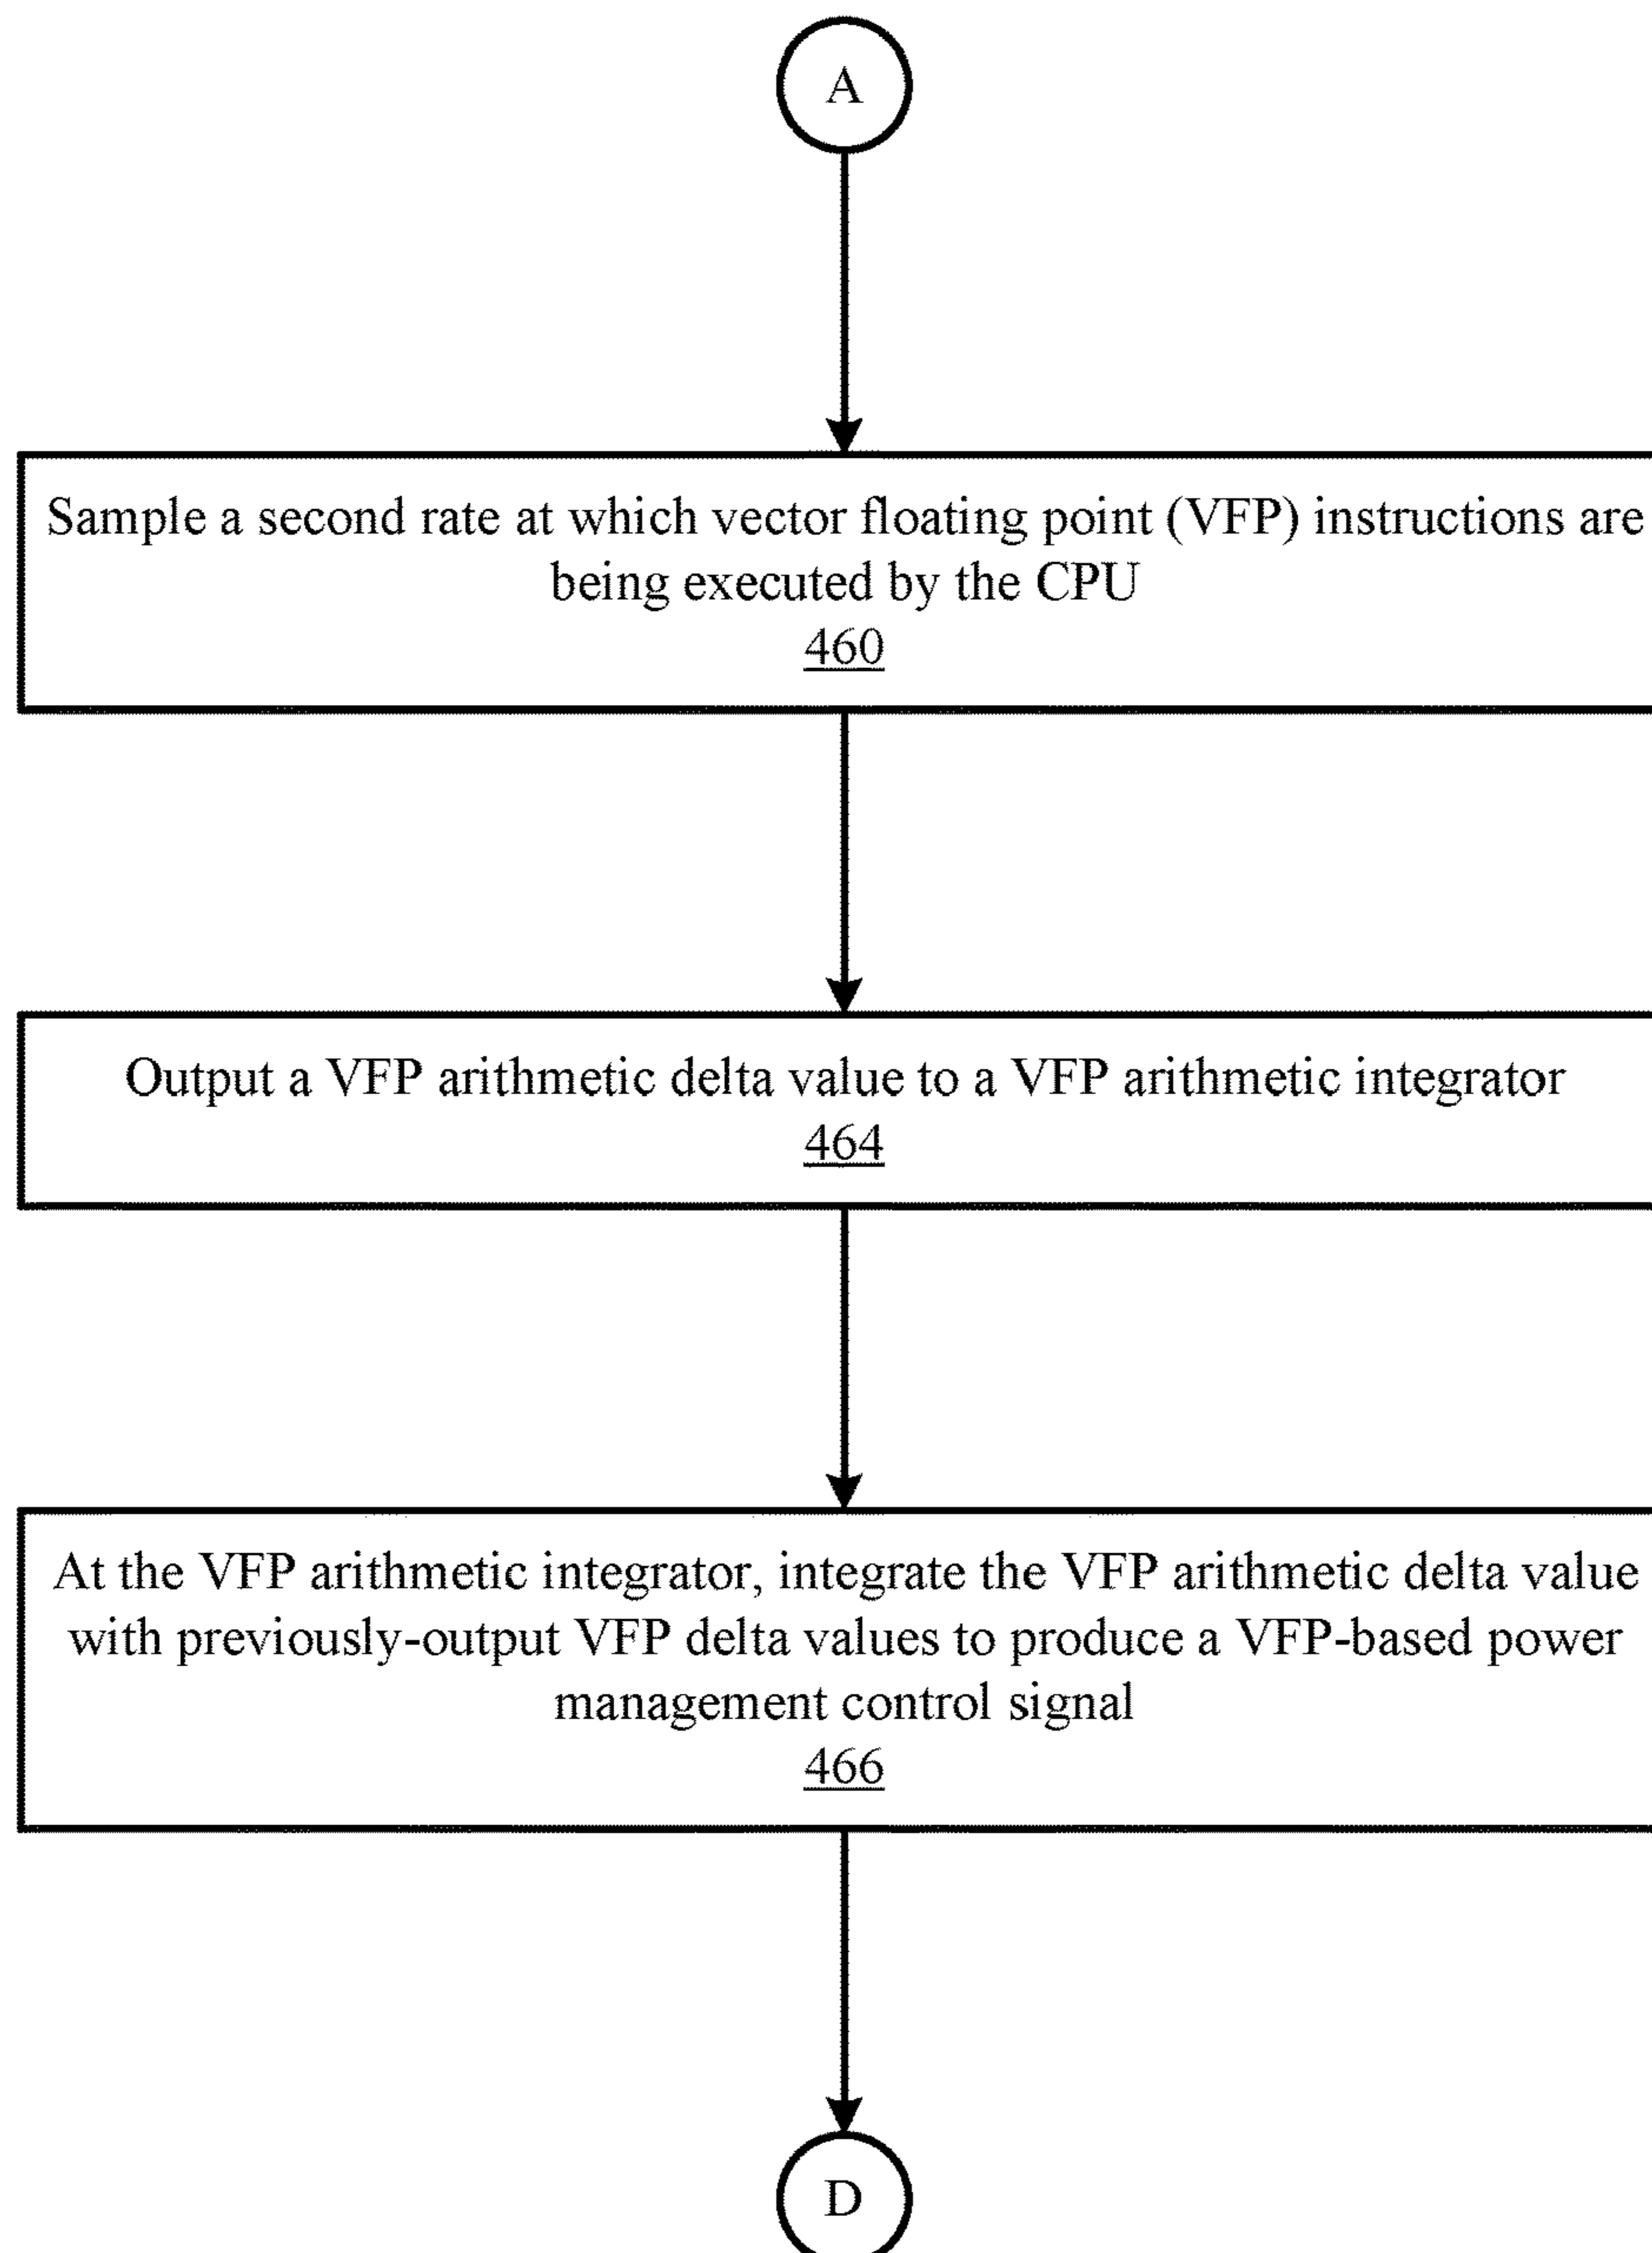 A
Sample a second rate at which vector floating point (VFP) instructions are
being executed by the CPU
460
Output a VFP arithmetic delta value to a VFP arithmetic integrator
464
At the VFP arithmetic integrator, integrate the VFP arithmetic delta value
with previously-output VFP delta values to produce a VFP-based power
management control signal
466
D